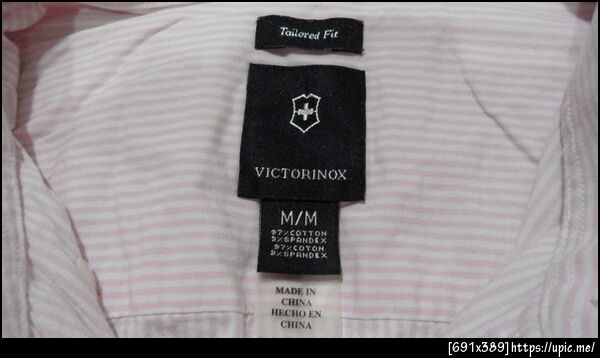 Tailored Fit
VICTORINOX
M/M
97%COTTON
3%SPANDEX
97%COTON
3%SPANDEX
MADE IN
CHINA
HECHO EN
CHINA
[691x389]https://upic.me/